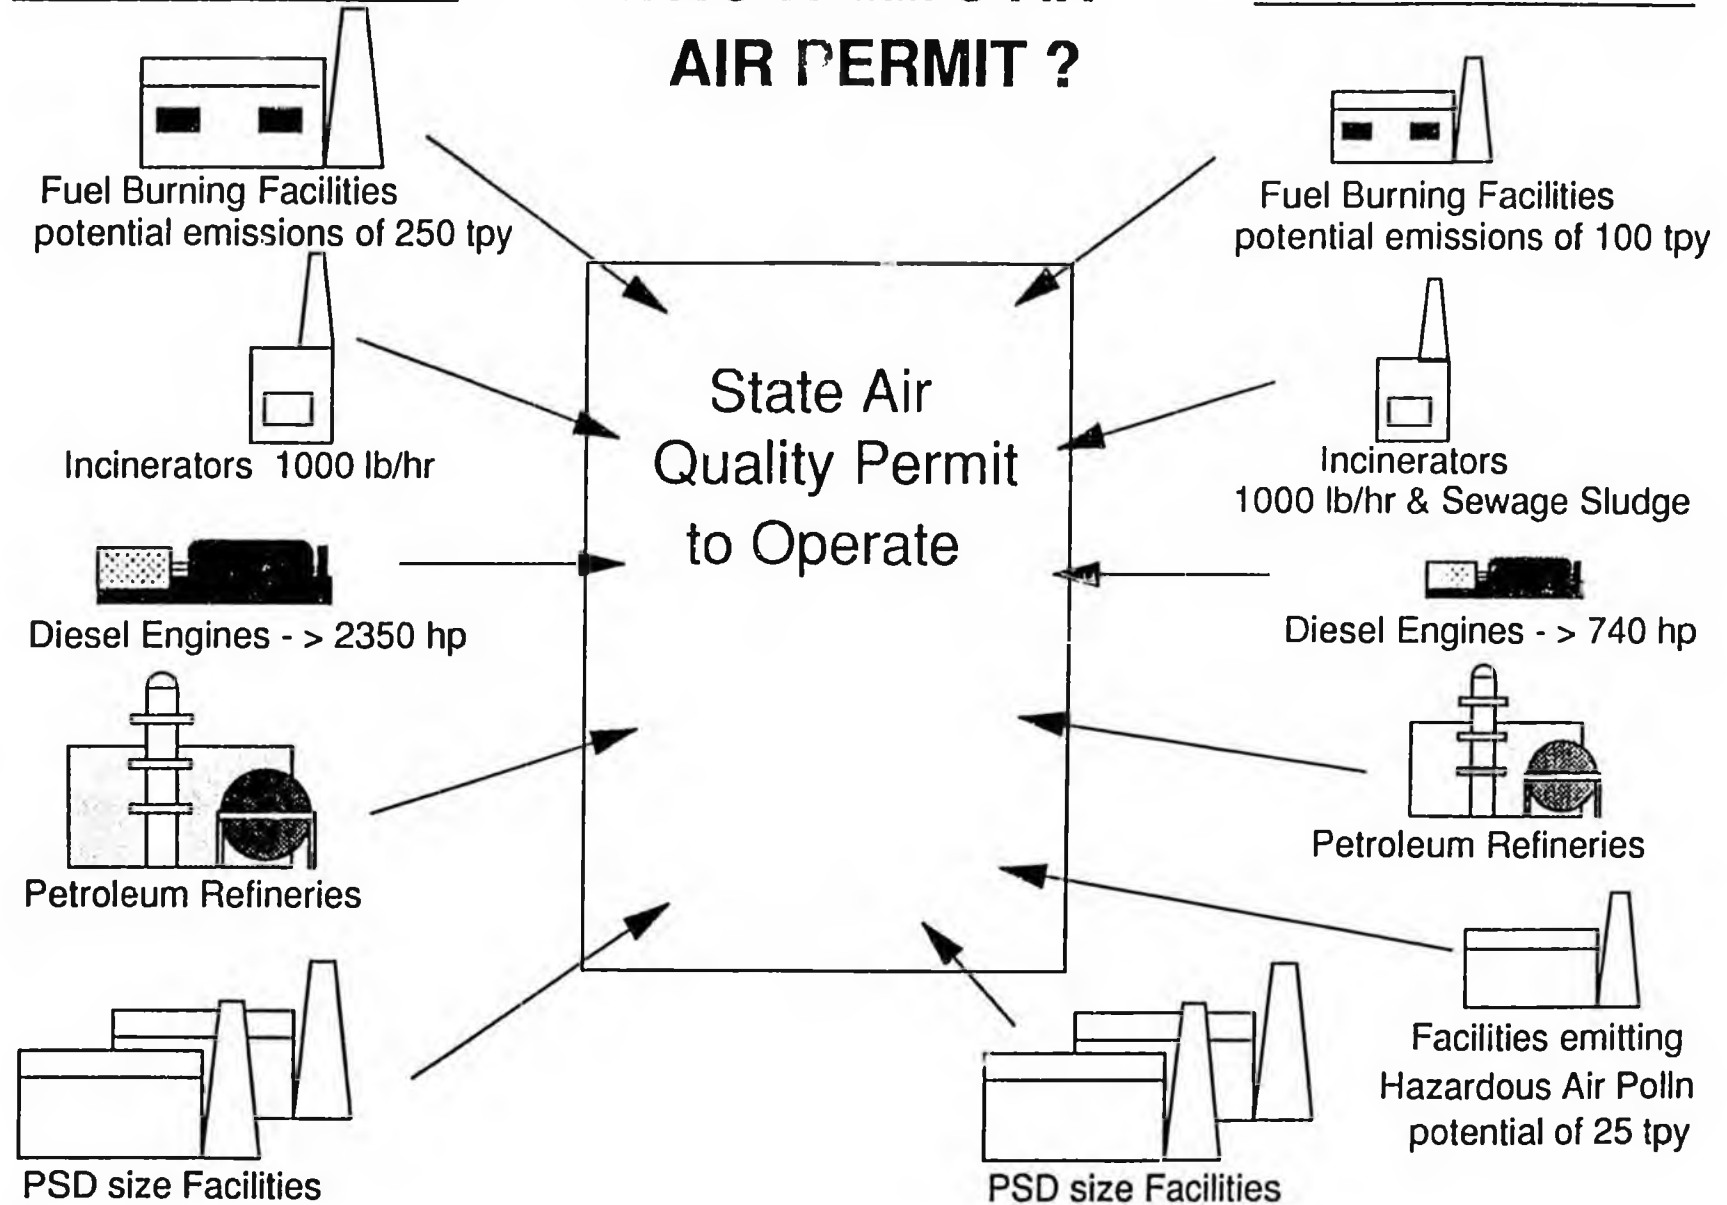 AIR PERMIT ?
Fuel Burning Facilities
potential emissions of 250 tpy
Incinerators 1000 lb/hr
Diesel Engines - > 2350 hp
Petroleum Refineries
PSD size Facilities
State Air
Quality Permit
to Operate
Fuel Burning Facilities
potential emissions of 100 tpy
Incinerators
1000 lb/hr & Sewage Sludge
Diesel Engines - > 740 hp
Petroleum Refineries
Facilities emitting
Hazardous Air Polln
potential of 25 tpy
PSD size Facilities